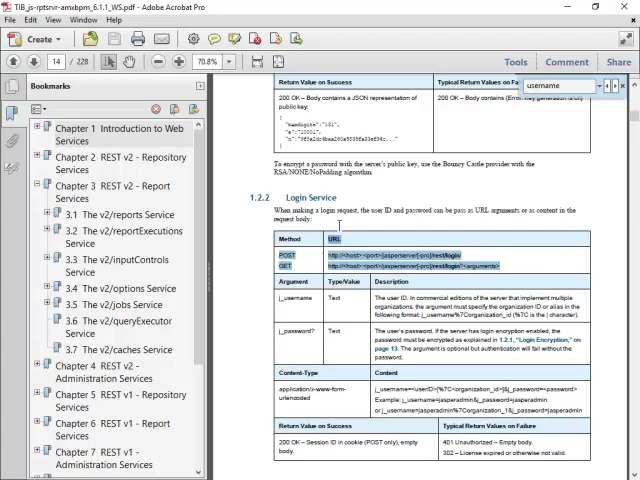 TIB_js-rptsrvr-amxbpm_6.1.1_WS.pdf - Adobe Acrobat Pro
File Edit View Window Help
Create
14 / 228
70.8%
Tools Comment Share
Bookmarks
username
Chapter 1 Introduction to Web
Services
Chapter 2 REST v2 - Repository
Services
Chapter 3 REST v2 - Report
Services
3.1 The v2/reports Service
3.2 The v2/reportExecutions
Service
3.3 The v2/inputControls
Service
3.4 The v2/options Service
3.5 The v2/jobs Service
3.6 The v2/queryExecutor
Service
3.7 The v2/caches Service
Chapter 4 REST v2 -
Administration Services
Chapter 5 REST v1 - Repository
Services
Chapter 6 REST v1 - Report
Services
Chapter 7 REST v1 -
Administration Services
Return Value on Success Typical Return Values on
200 OK – Body contains a JSON representation of
public key:
200 OK – Body contains
To encrypt a password with the server's public key, use the Bouncy Castle provider with the
RSA/NONE/NoPadding algorithm.
1.2.2 Login Service
When making a login request, the user ID and password can be pass as URL arguments or as content in the
request body:
Method URL
POST http://<host>:<port>/jasperserver[-pro]/rest/login/
GET http://<host>:<port>/jasperserver[-pro]/rest/login?<arguments>
Argument Type/Value Description
j_username Text The user ID. In commercial editions of the server that implement multiple
organizations, the argument must specify the organization ID or alias in the
following format: j_username%7Corganization_id (%7C is the | character).
j_password? Text The user's password. If the server has login encryption enabled, the
password must be encrypted as explained in 1.2.1, "Login Encryption," on
page 13. The argument is optional but authentication will fail without the
password.
Content-Type Content
application/x-www-form-
urlencoded
j_username=<userID>[%7C<organization_id>]&j_password=<password>
Example: j_username=jasperadmin&j_password=jasperadmin
or j_username=jasperadmin%7Corganization_1&j_password=jasperadmin
Return Value on Success Typical Return Values on Failure
200 OK – Session ID in cookie (POST only), empty
body.
401 Unauthorized – Empty body.
302 – License expired or otherwise not valid.